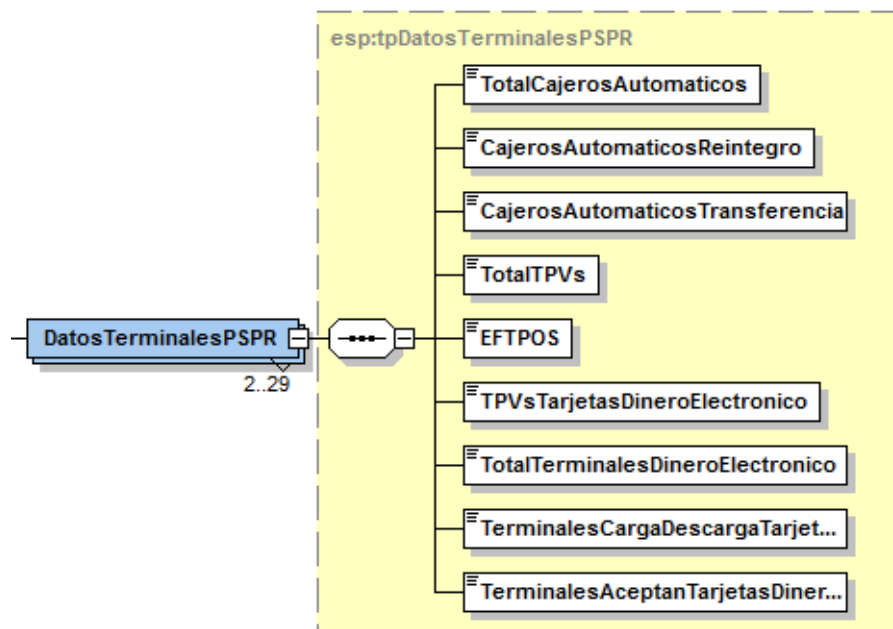 esp:tpDatosTerminalesPSPR
TotalCajerosAutomaticos
CajerosAutomaticosReintegro
CajerosAutomaticosTransferencia
TotalTPVs
DatosTerminalesPSPR
EFTPOS
2..29
TPVsTarjetasDineroElectronico
TotalTerminalesDineroElectronico
TerminalesCargaDescargaTarjet...
TerminalesAceptanTarjetasDiner...